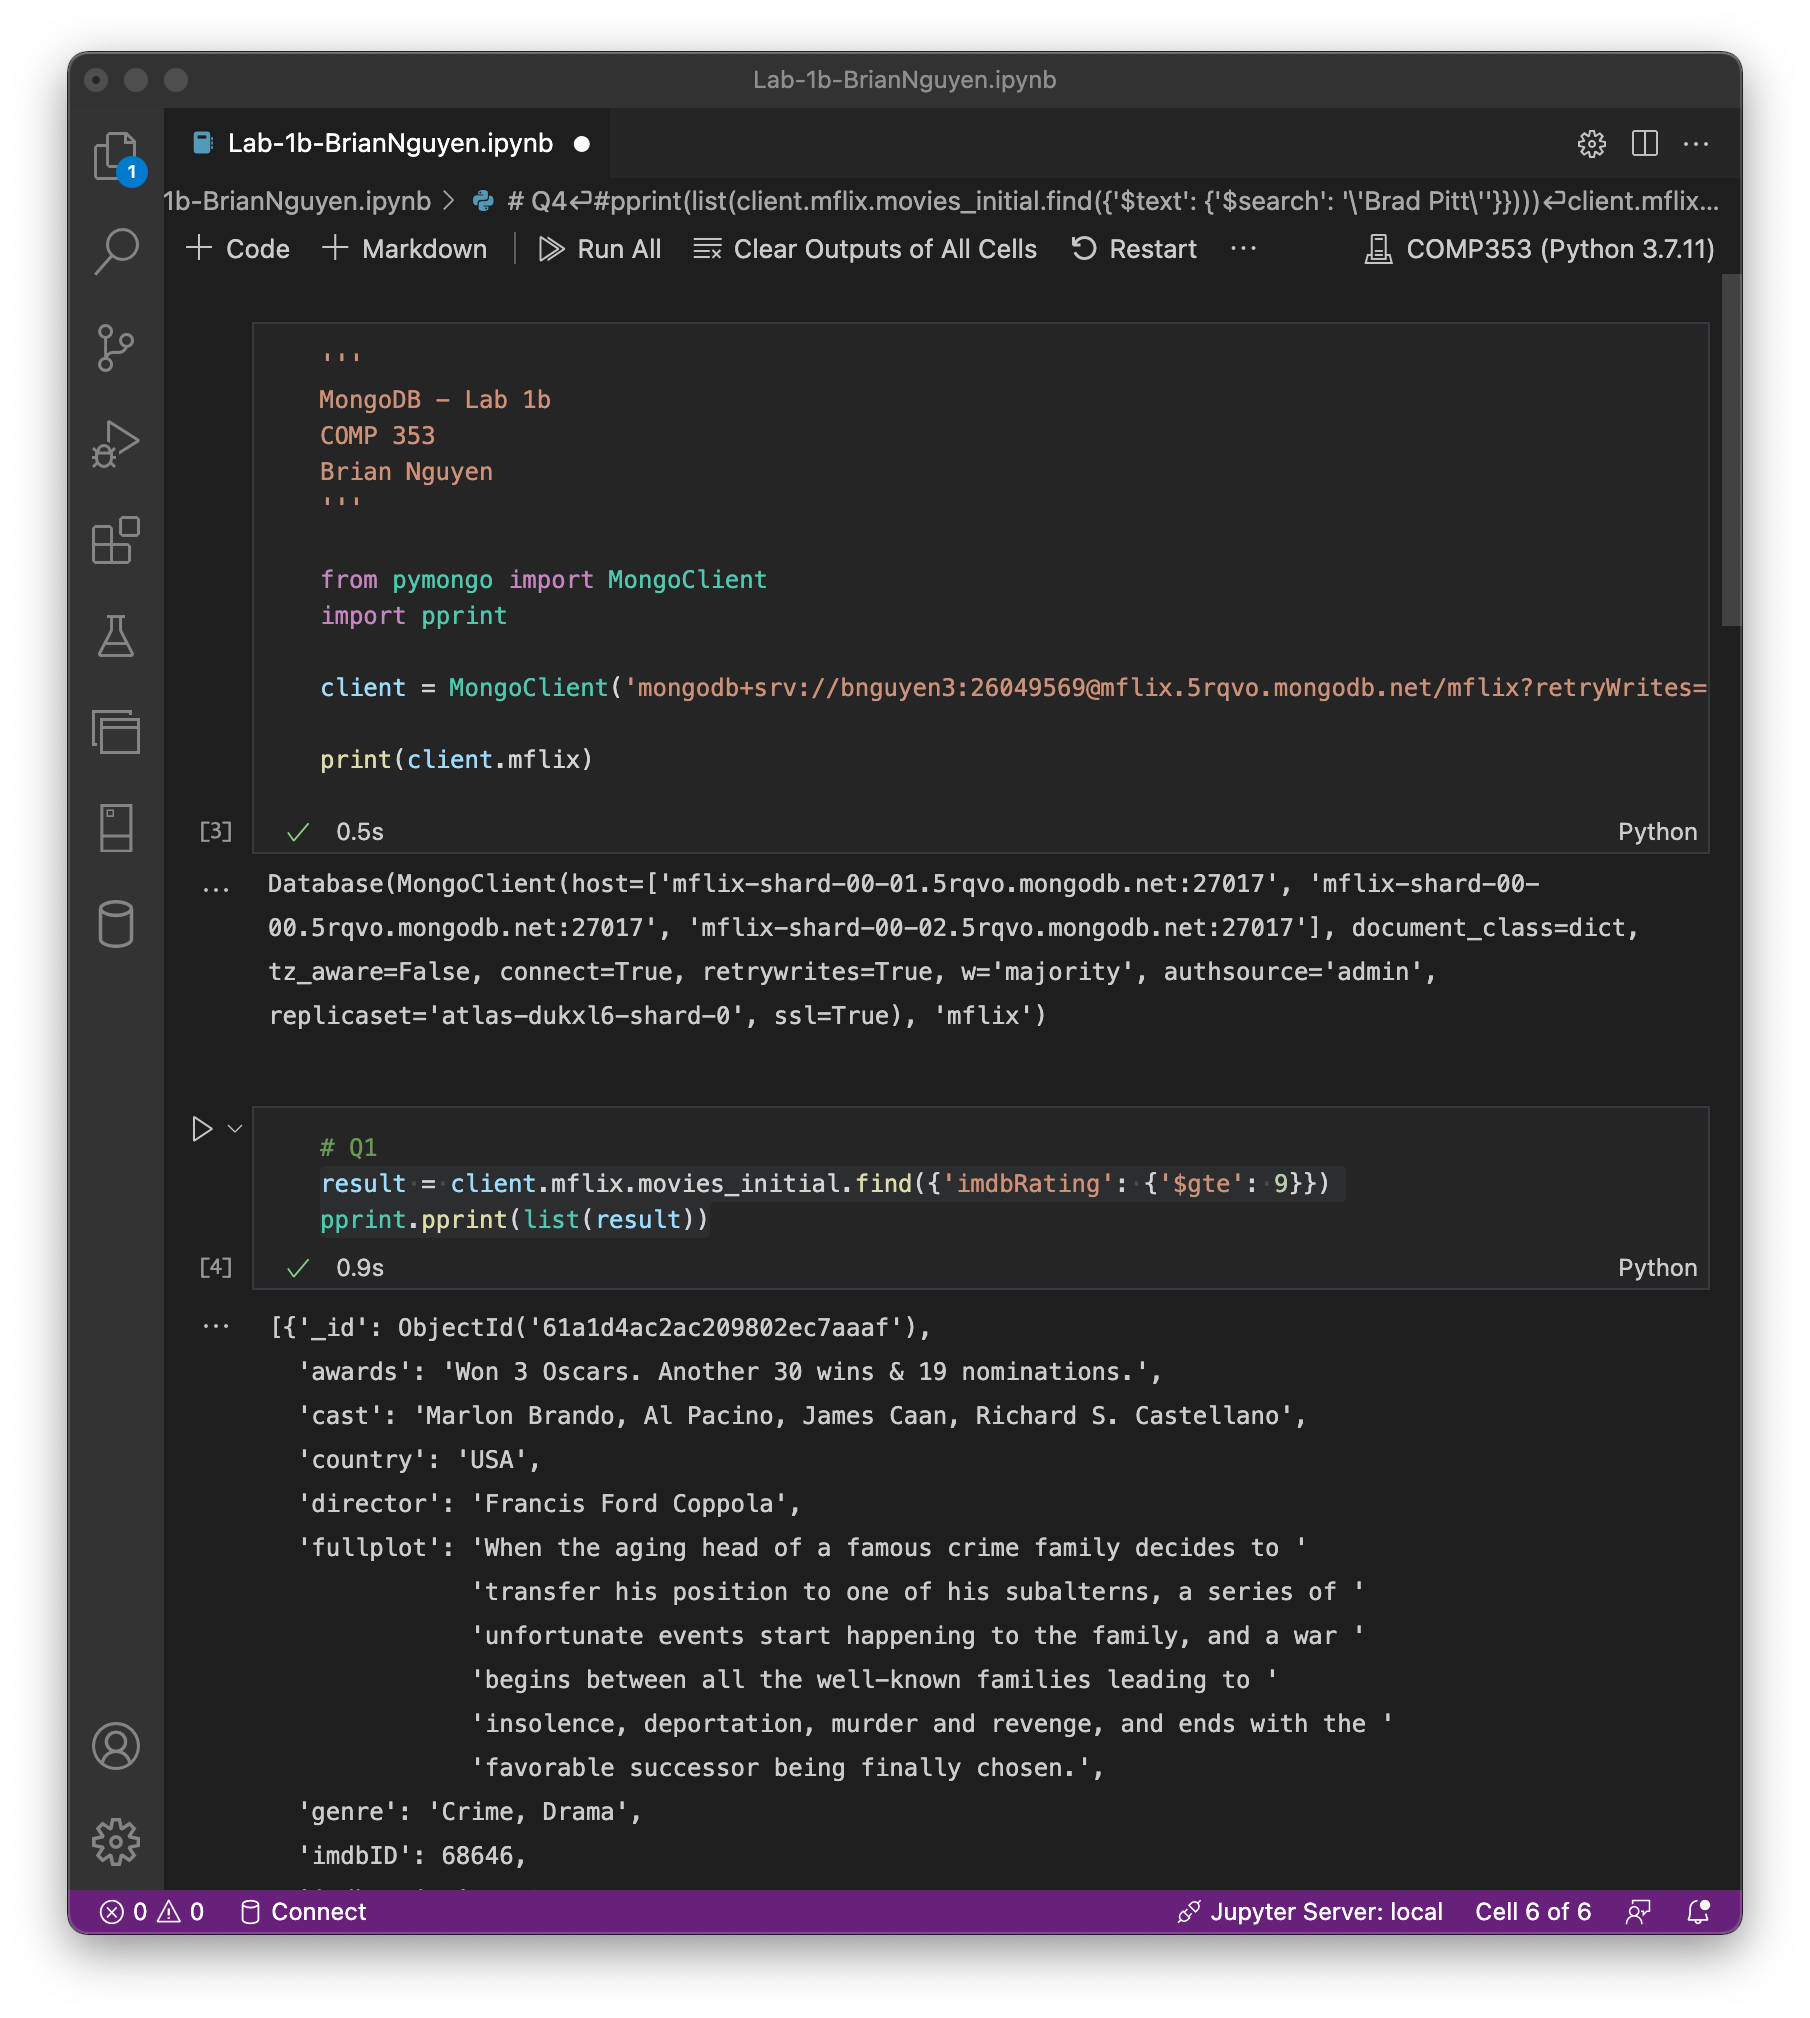 Lab-1b-BrianNguyen.ipynb
Lab-1b-BrianNguyen.ipynb
1
1b-BrianNguyen.ipynb > # Q4↩#pprint(list(client.mflix.movies_initial.find({'$text': {'$search': '\'Brad Pitt\''}})))↩client.mflix...
+ Code + Markdown Run All Clear Outputs of All Cells Restart ... COMP353 (Python 3.7.11)
'''
MongoDB - Lab 1b
COMP 353
Brian Nguyen
'''
from pymongo import MongoClient
import pprint
client = MongoClient('mongodb+srv://bnguyen3:26049569@mflix.5rqvo.mongodb.net/mflix?retryWrites=
print(client.mflix)
[3] 0.5s Python
... Database(MongoClient(host=['mflix-shard-00-01.5rqvo.mongodb.net:27017', 'mflix-shard-00-
00.5rqvo.mongodb.net:27017', 'mflix-shard-00-02.5rqvo.mongodb.net:27017'], document_class=dict,
tz_aware=False, connect=True, retrywrites=True, w='majority', authsource='admin',
replicaset='atlas-dukxl6-shard-0', ssl=True), 'mflix')
# Q1
result = client.mflix.movies_initial.find({'imdbRating': {'$gte': 9}})
pprint.pprint(list(result))
[4] 0.9s Python
... [{'_id': ObjectId('61a1d4ac2ac209802ec7aaaf'),
'awards': 'Won 3 Oscars. Another 30 wins & 19 nominations.',
'cast': 'Marlon Brando, Al Pacino, James Caan, Richard S. Castellano',
'country': 'USA',
'director': 'Francis Ford Coppola',
'fullplot': 'When the aging head of a famous crime family decides to '
'transfer his position to one of his subalterns, a series of '
'unfortunate events start happening to the family, and a war '
'begins between all the well-known families leading to '
'insolence, deportation, murder and revenge, and ends with the '
'favorable successor being finally chosen.',
'genre': 'Crime, Drama',
'imdbID': 68646,
0 0 Connect Jupyter Server: local Cell 6 of 6